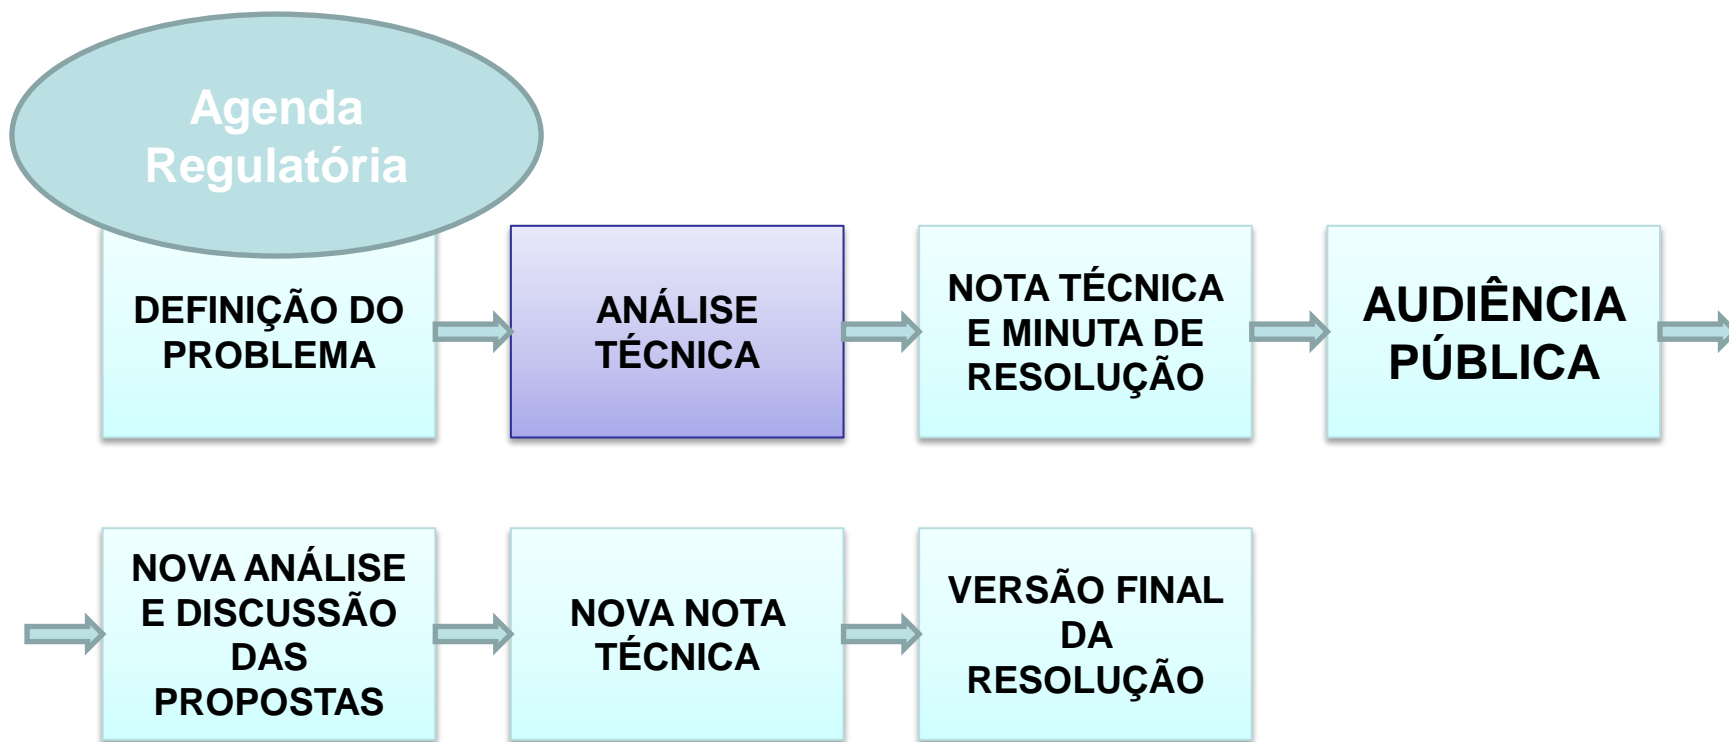 Agenda
Regulatória
DEFINIÇÃO DO
PROBLEMA
ANÁLISE
TÉCNICA
NOTA TÉCNICA
E MINUTA DE
RESOLUÇÃO
AUDIÊNCIA
PÚBLICA
NOVA ANÁLISE
E DISCUSSÃO
DAS
PROPOSTAS
NOVA NOTA
TÉCNICA
VERSÃO FINAL
DA
RESOLUÇÃO